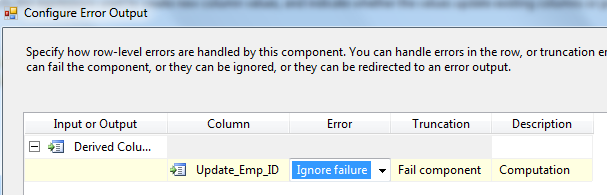 Configure Error Output
Specify how row-level errors are handled by this component. You can handle errors in the row, or truncation er
can fail the component, or they can be ignored, or they can be redirected to an error output.
Input or Output Column Error Truncation Description
Derived Colu...
Update_Emp_ID Ignore failure Fail component Computation